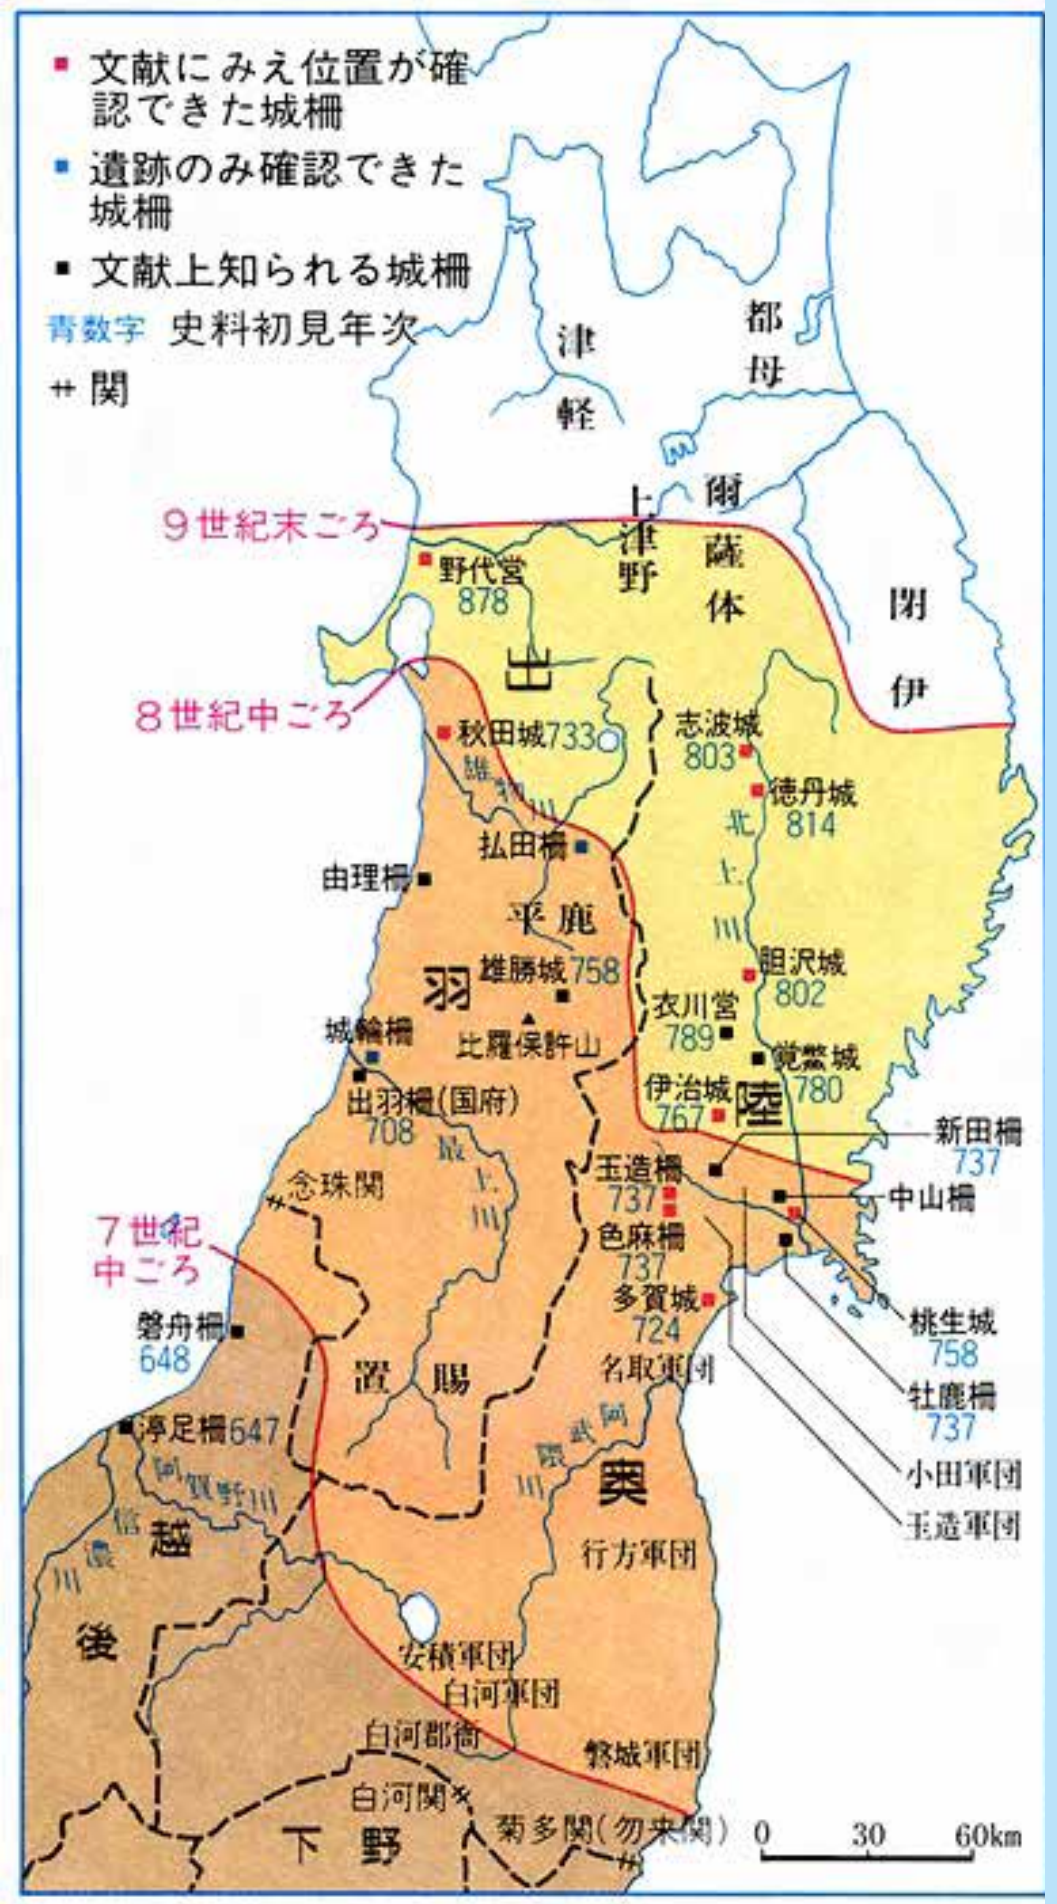 文献にみえ位置が確
認できた城柵
遺跡のみ確認できた
城柵
文献上知られる城柵
青数字 史料初見年次
関
都母
津軽
爾薩体
上津野
9世紀末ごろ
野代営
878
閉伊
出
8世紀中ごろ
秋田城733
志波城
803
徳丹城
814
雄物川
北上川
払田柵
由理柵
平鹿
雄勝城758
羽
胆沢城
802
衣川営
789
城輪柵
比羅保許山
覚鱉城
780
出羽柵(国府)
708
伊治城
767
陸
新田柵
737
最上川
玉造柵
737
中山柵
念珠関
色麻柵
737
7世紀
中ごろ
多賀城
724
桃生城
758
磐舟柵
648
名取軍団
置賜
牡鹿柵
737
渟足柵647
阿武隈川
小田軍団
阿賀野川
奥
玉造軍団
信濃川
越後
行方軍団
安積軍団
白河軍団
白河郡衙
磐城軍団
白河関
菊多関(勿来関)
下野
0 30 60km